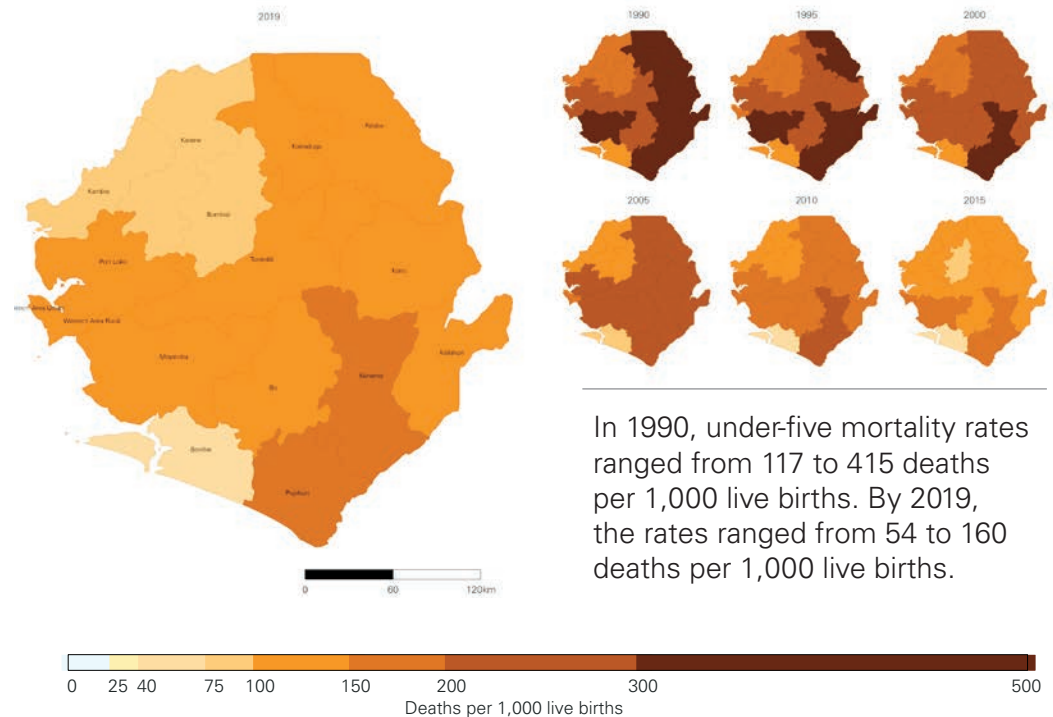 2019
1990
1995
2000
Falaba
Karene
Koinadugu
Kambia
Bombali
Port Loko
Tonkolili
Kono
Western Area Rural
Moyamba
Kailahun
Kenema
Bo
Bonthe
Pujehun
2005
2010
2015
In 1990, under-five mortality rates
ranged from 117 to 415 deaths
per 1,000 live births. By 2019,
the rates ranged from 54 to 160
deaths per 1,000 live births.
0 60 120km
0 25 40 75 100 150 200 300 500
Deaths per 1,000 live births